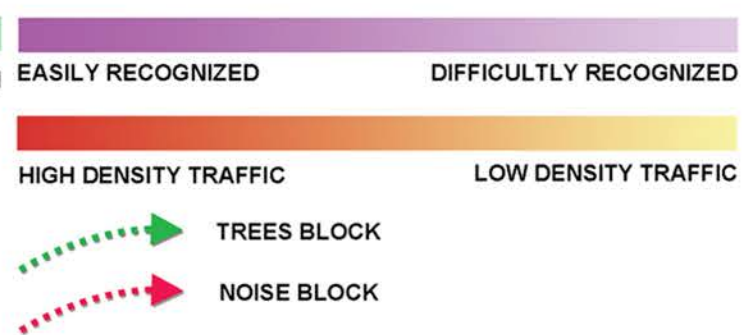 EASILY RECOGNIZED DIFFICULTLY RECOGNIZED
HIGH DENSITY TRAFFIC LOW DENSITY TRAFFIC
TREES BLOCK
NOISE BLOCK